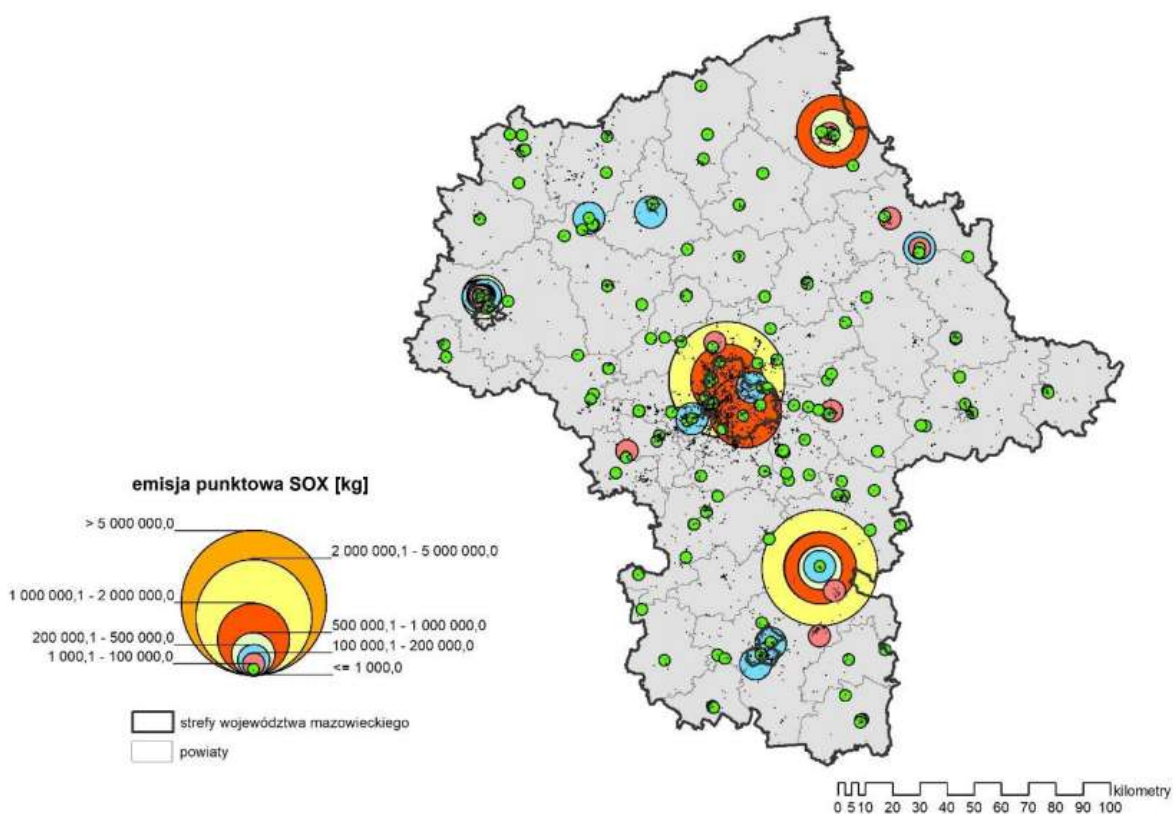 emisja punktowa SOX [kg]
> 5 000 000,0
2 000 000,1 - 5 000 000,0
1 000 000,1 - 2 000 000,0
500 000,1 - 1 000 000,0
200 000,1 - 500 000,0
100 000,1 - 200 000,0
1 000,1 - 100 000,0
<= 1 000,0
strefy województwa mazowieckiego
powiaty
kilometry
0 5 10 20 30 40 50 60 70 80 90 100